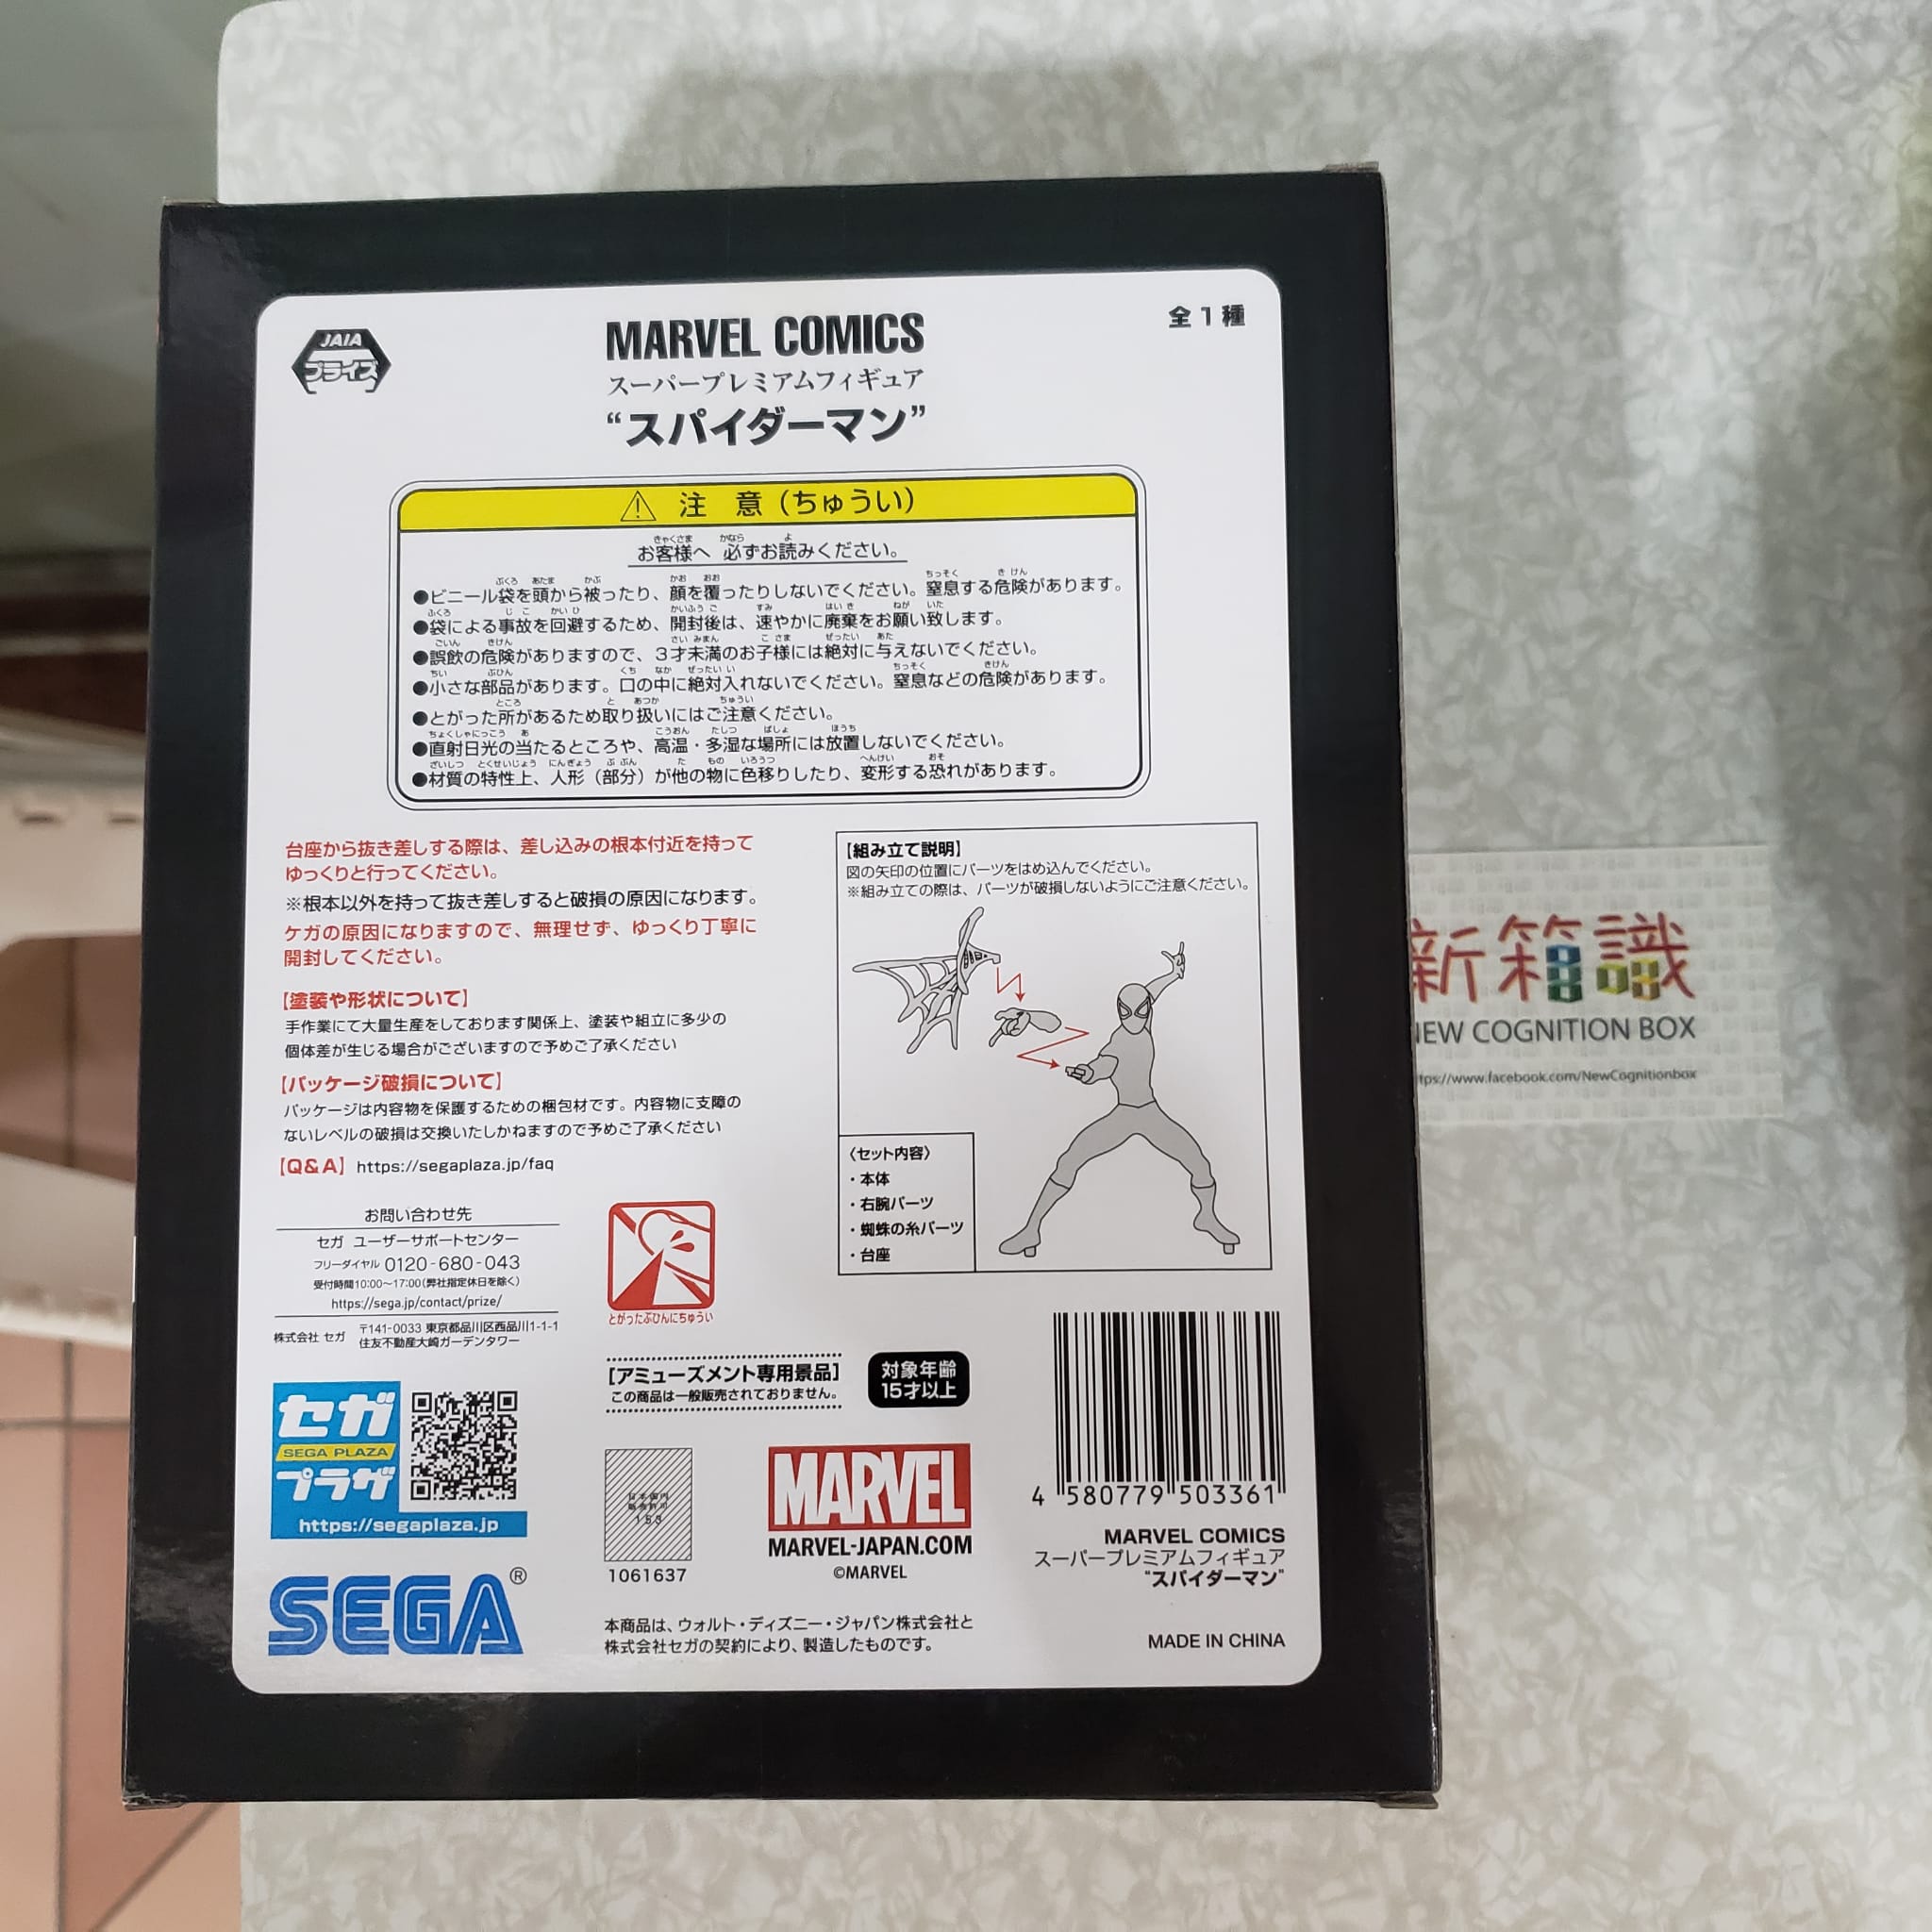 JAIA
プライズ
MARVEL COMICS
スーパープレミアムフィギュア
“スパイダーマン”
全1種
注 意(ちゅうい)
お客様へ 必ずお読みください。
●ビニール袋を頭から被ったり、顔を覆ったりしないでください。窒息する危険があります。
●袋による事故を回避するため、開封後は、速やかに廃棄をお願い致します。
●誤飲の危険がありますので、3才未満のお子様には絶対に与えないでください。
●小さな部品があります。口の中に絶対入れないでください。窒息などの危険があります。
●とがった所があるため取り扱いにはご注意ください。
●直射日光の当たるところや、高温・多湿な場所には放置しないでください。
●材質の特性上、人形(部分)が他の物に色移りしたり、変形する恐れがあります。
台座から抜き差しする際は、差し込みの根本付近を持って
ゆっくりと行ってください。
※根本以外を持って抜き差しすると破損の原因になります。
ケガの原因になりますので、無理せず、ゆっくり丁寧に
開封してください。
【塗装や形状について】
手作業にて大量生産をしております関係上、塗装や組立に多少の
個体差が生じる場合がございますので予めご了承ください
【パッケージ破損について】
パッケージは内容物を保護するための梱包材です。内容物に支障の
ないレベルの破損は交換いたしかねますので予めご了承ください
【Q&A】https://segaplaza.jp/faq
【組み立て説明】
図の矢印の位置にパーツをはめ込んでください。
※組み立ての際は、パーツが破損しないようにご注意ください。
〈セット内容〉
・本体
・右腕パーツ
・蜘蛛の糸パーツ
・台座
お問い合わせ先
セガ ユーザーサポートセンター
フリーダイヤル 0120-680-043
受付時間10:00～17:00(弊社指定休日を除く)
https://sega.jp/contact/prize/
株式会社 セガ 〒141-0033 東京都品川区西品川1-1-1
住友不動産大崎ガーデンタワー
とがったぶひんにちゅうい
[アミューズメント専用景品]
この商品は一般販売されておりません。
対象年齢
15才以上
セガ
SEGA PLAZA
プラザ
https://segaplaza.jp
SEGA®
日本国内
販売許可
153
1061637
MARVEL
MARVEL-JAPAN.COM
©MARVEL
本商品は、ウォルト・ディズニー・ジャパン株式会社と
株式会社セガの契約により、製造したものです。
4 580779 503361
MARVEL COMICS
スーパープレミアムフィギュア
“スパイダーマン”
MADE IN CHINA
新箱識
NEW COGNITION BOX
https://www.facebook.com/NewCognitionbox